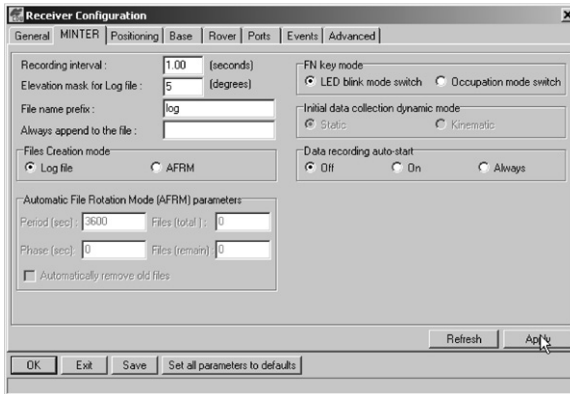 Receiver Configuration
General MINTER Positioning Base Rover Ports Events Advanced
Recording interval : 1.00 (seconds)
Elevation mask for Log file : 5 (degrees)
File name prefix : log
Always append to the file :
Files Creation mode
Log file AFRM
Automatic File Rotation Mode (AFRM) parameters
Period (sec) : 3600 Files (total ) : 0
Phase (sec): 0 Files (remain) : 0
Automatically remove old files
FN key mode
LED blink mode switch Occupation mode switch
Initial data collection dynamic mode
Static Kinematic
Data recording auto-start
Off On Always
Refresh Apply
OK Exit Save Set all parameters to defaults